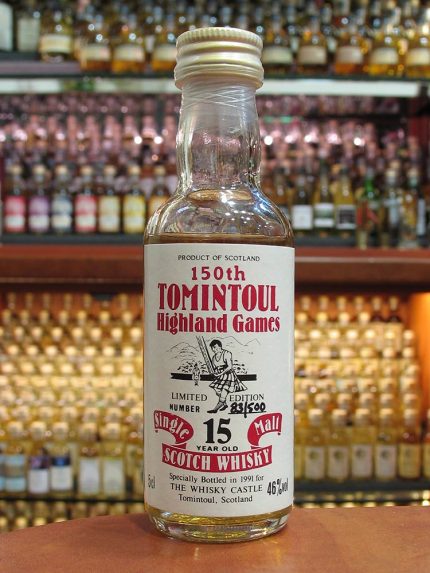 PRODUCT OF SCOTLAND
150th
TOMINTOUL
Highland Games
LIMITED EDITION
NUMBER 83/500
Single Malt
15
YEAR OLD
SCOTCH WHISKY
Specially Bottled in 1991 for
5cl THE WHISKY CASTLE 46%vol
Tomintoul, Scotland